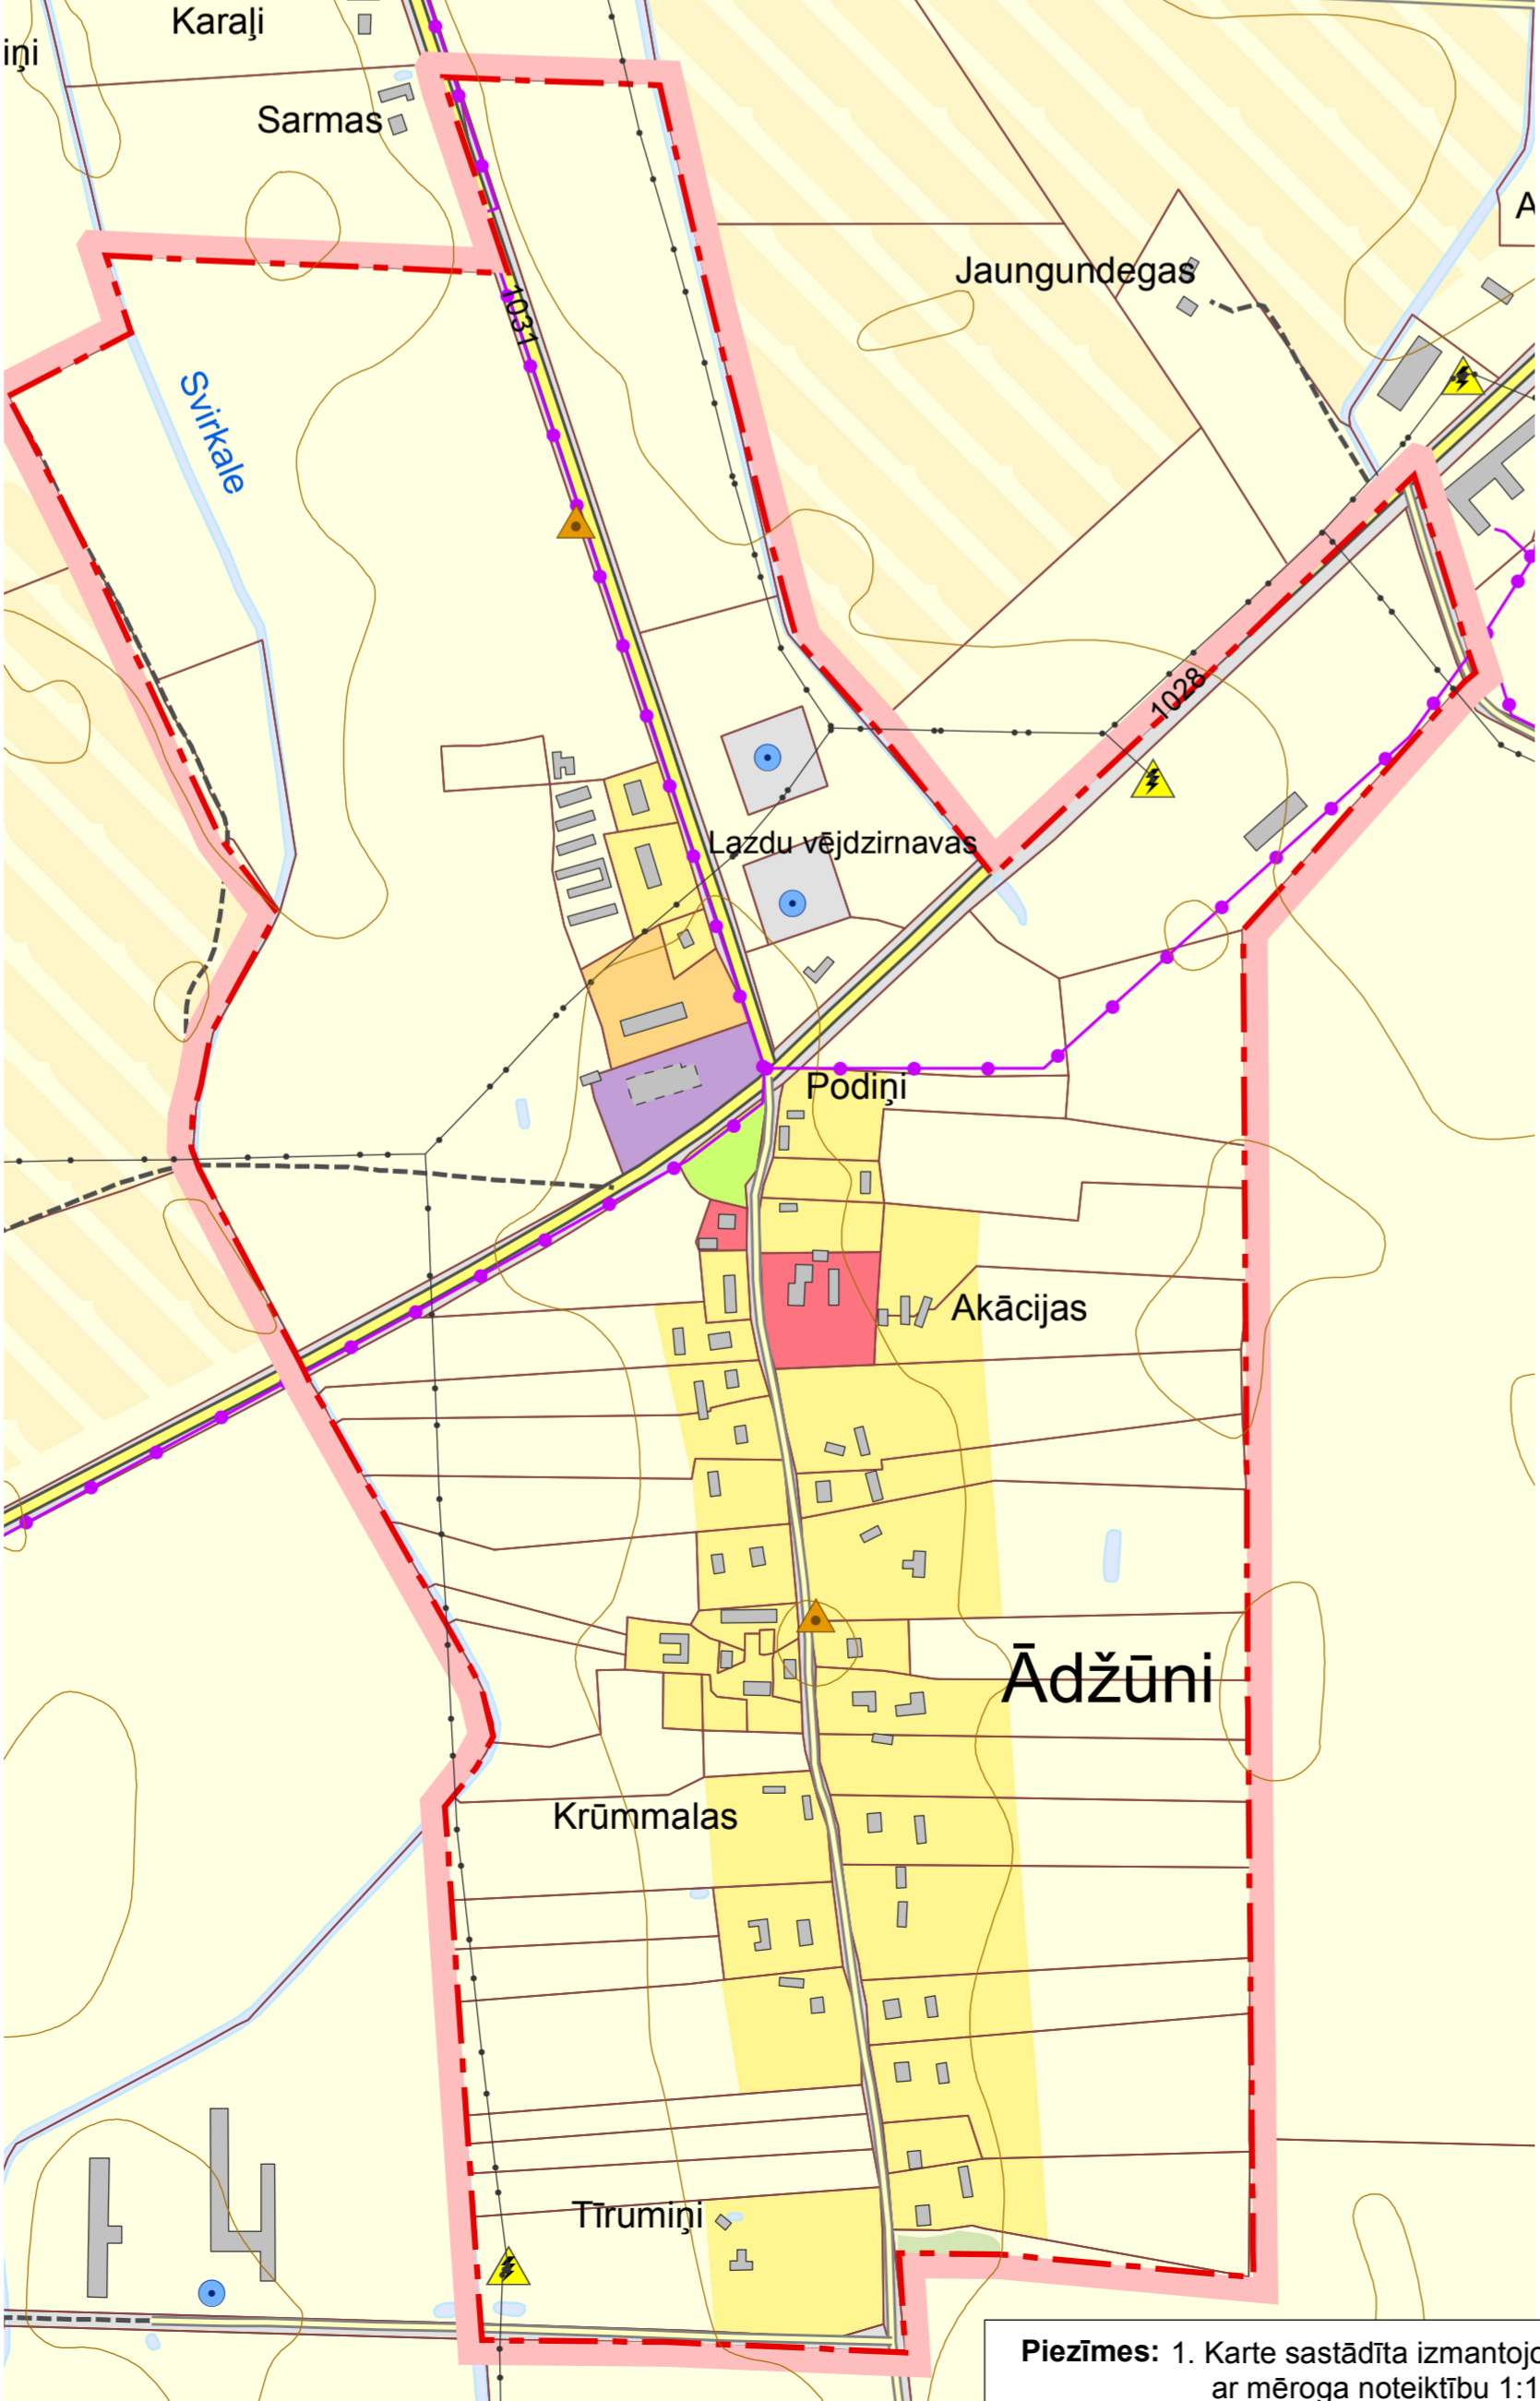 Karaļi
iņi
Sarmas
A
Jaungundegas
1031
Svirkale
1028
Lazdu vējdzirnavas
Podiņi
Akācijas
Ādžūni
Krūmmalas
Tīrumiņi
Piezīmes: 1. Karte sastādīta izmantojo
ar mēroga noteiktību 1:1